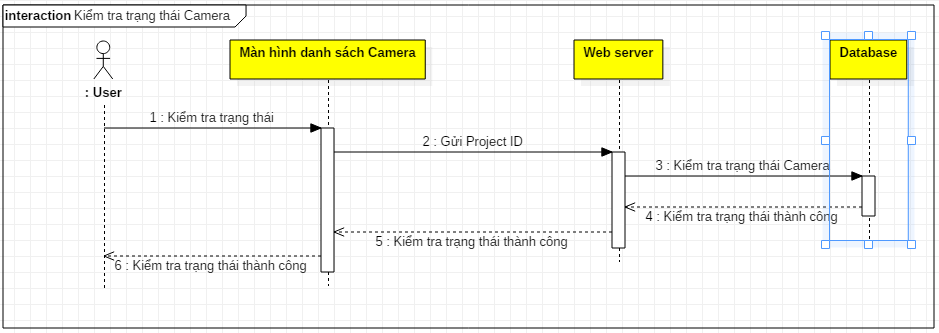 interaction Kiểm tra trạng thái Camera
: User
Màn hình danh sách Camera
Web server
Database
1 : Kiểm tra trạng thái
2 : Gửi Project ID
3 : Kiểm tra trạng thái Camera
4 : Kiểm tra trạng thái thành công
5 : Kiểm tra trạng thái thành công
6 : Kiểm tra trạng thái thành công